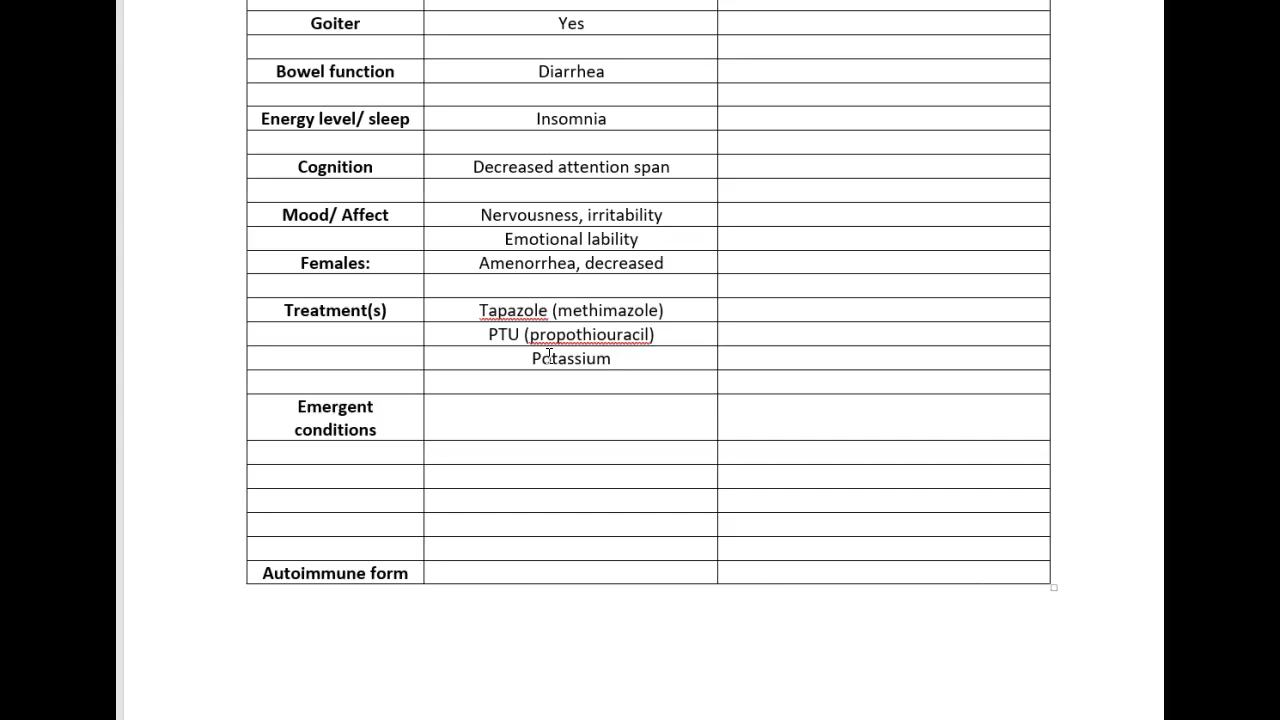 Goiter Yes
Bowel function Diarrhea
Energy level/ sleep Insomnia
Cognition Decreased attention span
Mood/ Affect Nervousness, irritability
Emotional lability
Females: Amenorrhea, decreased
Treatment(s) Tapazole (methimazole)
PTU (propothiouracil)
Potassium
Emergent
conditions
Autoimmune form